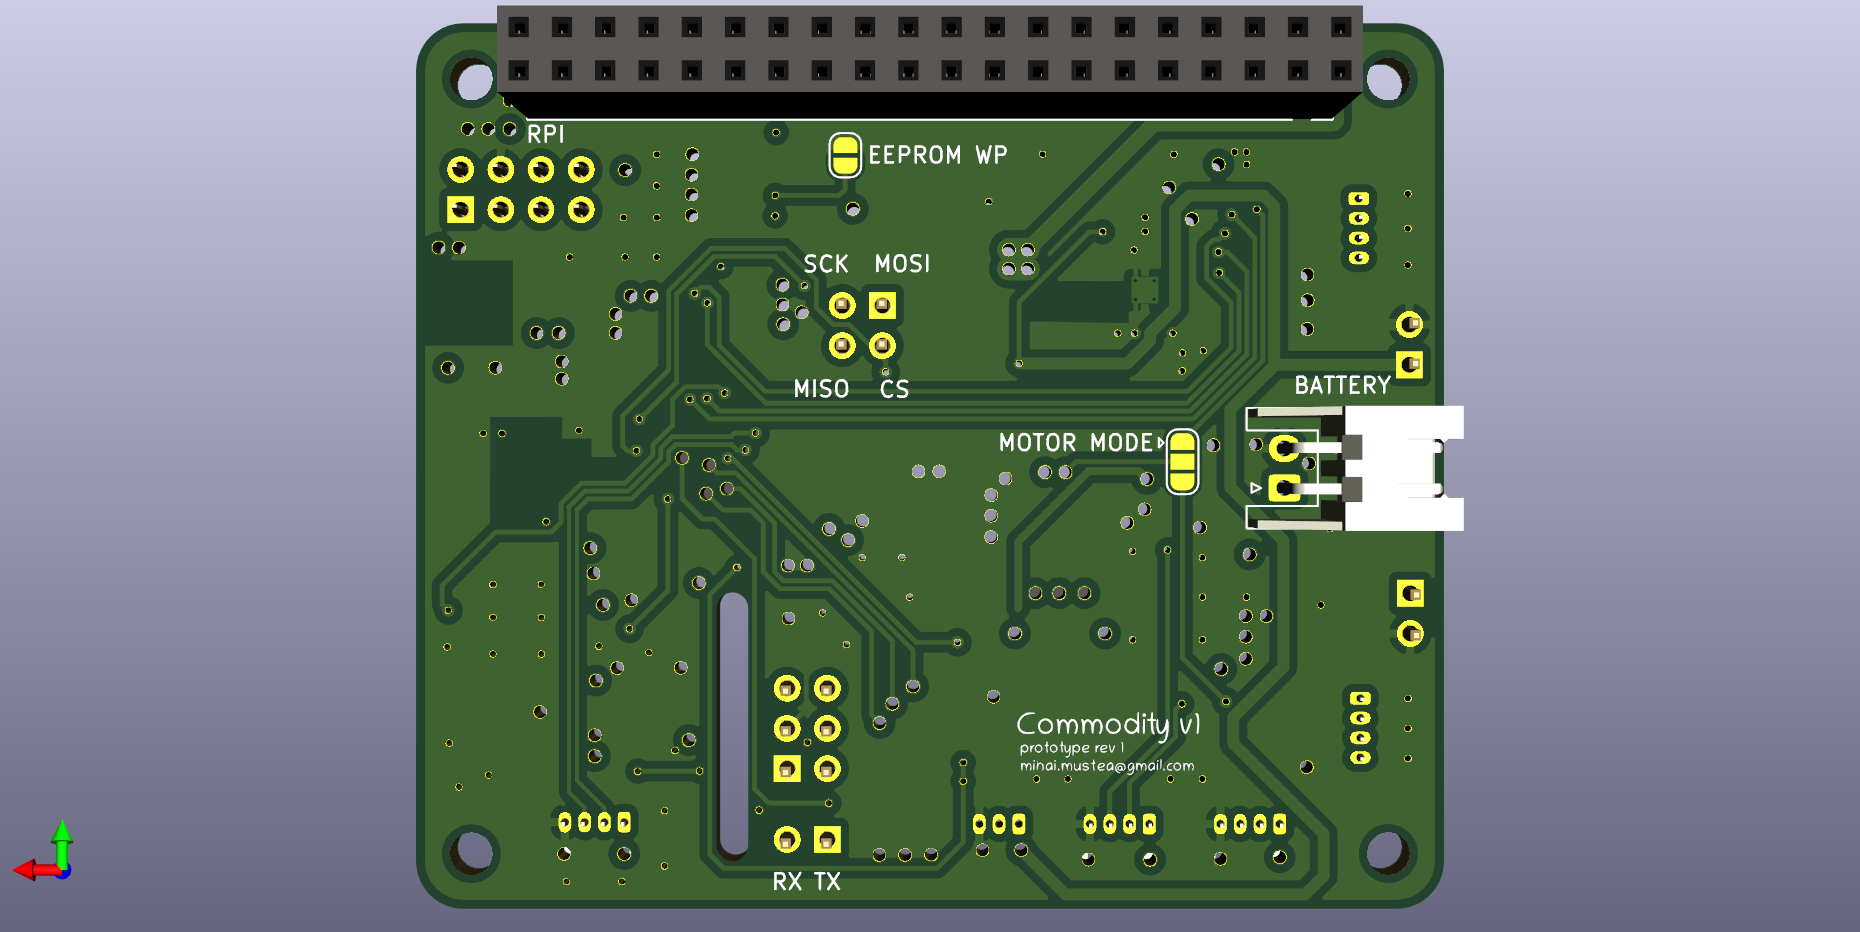 RPI
EEPROM WP
SCK MOSI
MISO CS
BATTERY
MOTOR MODE
Commodity v1
prototype rev 1
minai.mustea@gmail.com
RX TX